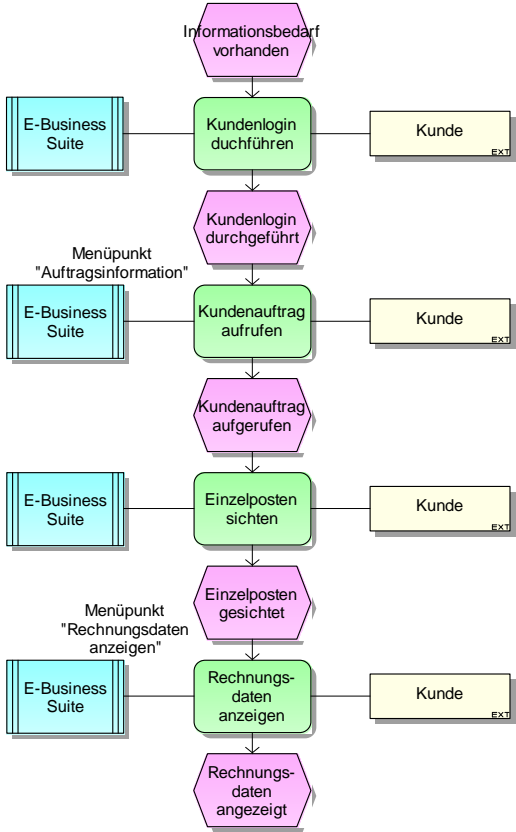 Informationsbedarf
vorhanden
E-Business
Suite
Kundenlogin
duchführen
Kunde
EXT
Kundenlogin
durchgeführt
Menüpunkt
"Auftragsinformation"
E-Business
Suite
Kundenauftrag
aufrufen
Kunde
EXT
Kundenauftrag
aufgerufen
E-Business
Suite
Einzelposten
sichten
Kunde
EXT
Einzelposten
gesichtet
Menüpunkt
"Rechnungsdaten
anzeigen"
E-Business
Suite
Rechnungs-
daten
anzeigen
Kunde
EXT
Rechnungs-
daten
angezeigt